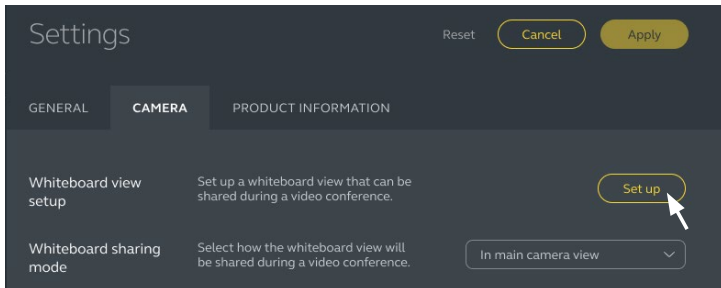 Settings
Reset
Cancel
Apply
GENERAL
CAMERA
PRODUCT INFORMATION
Whiteboard view
setup
Set up a whiteboard view that can be
shared during a video conference.
Set up
Whiteboard sharing
mode
Select how the whiteboard view will
be shared during a video conference.
In main camera view